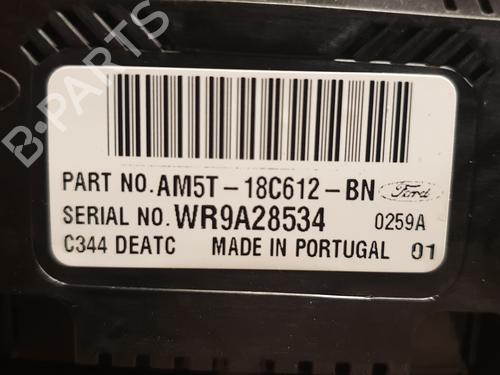 B-PARTS
PART NO. AM5T-18C612-BN Ford
SERIAL NO. WR9A28534 0259A
C344 DEATC MADE IN PORTUGAL 01